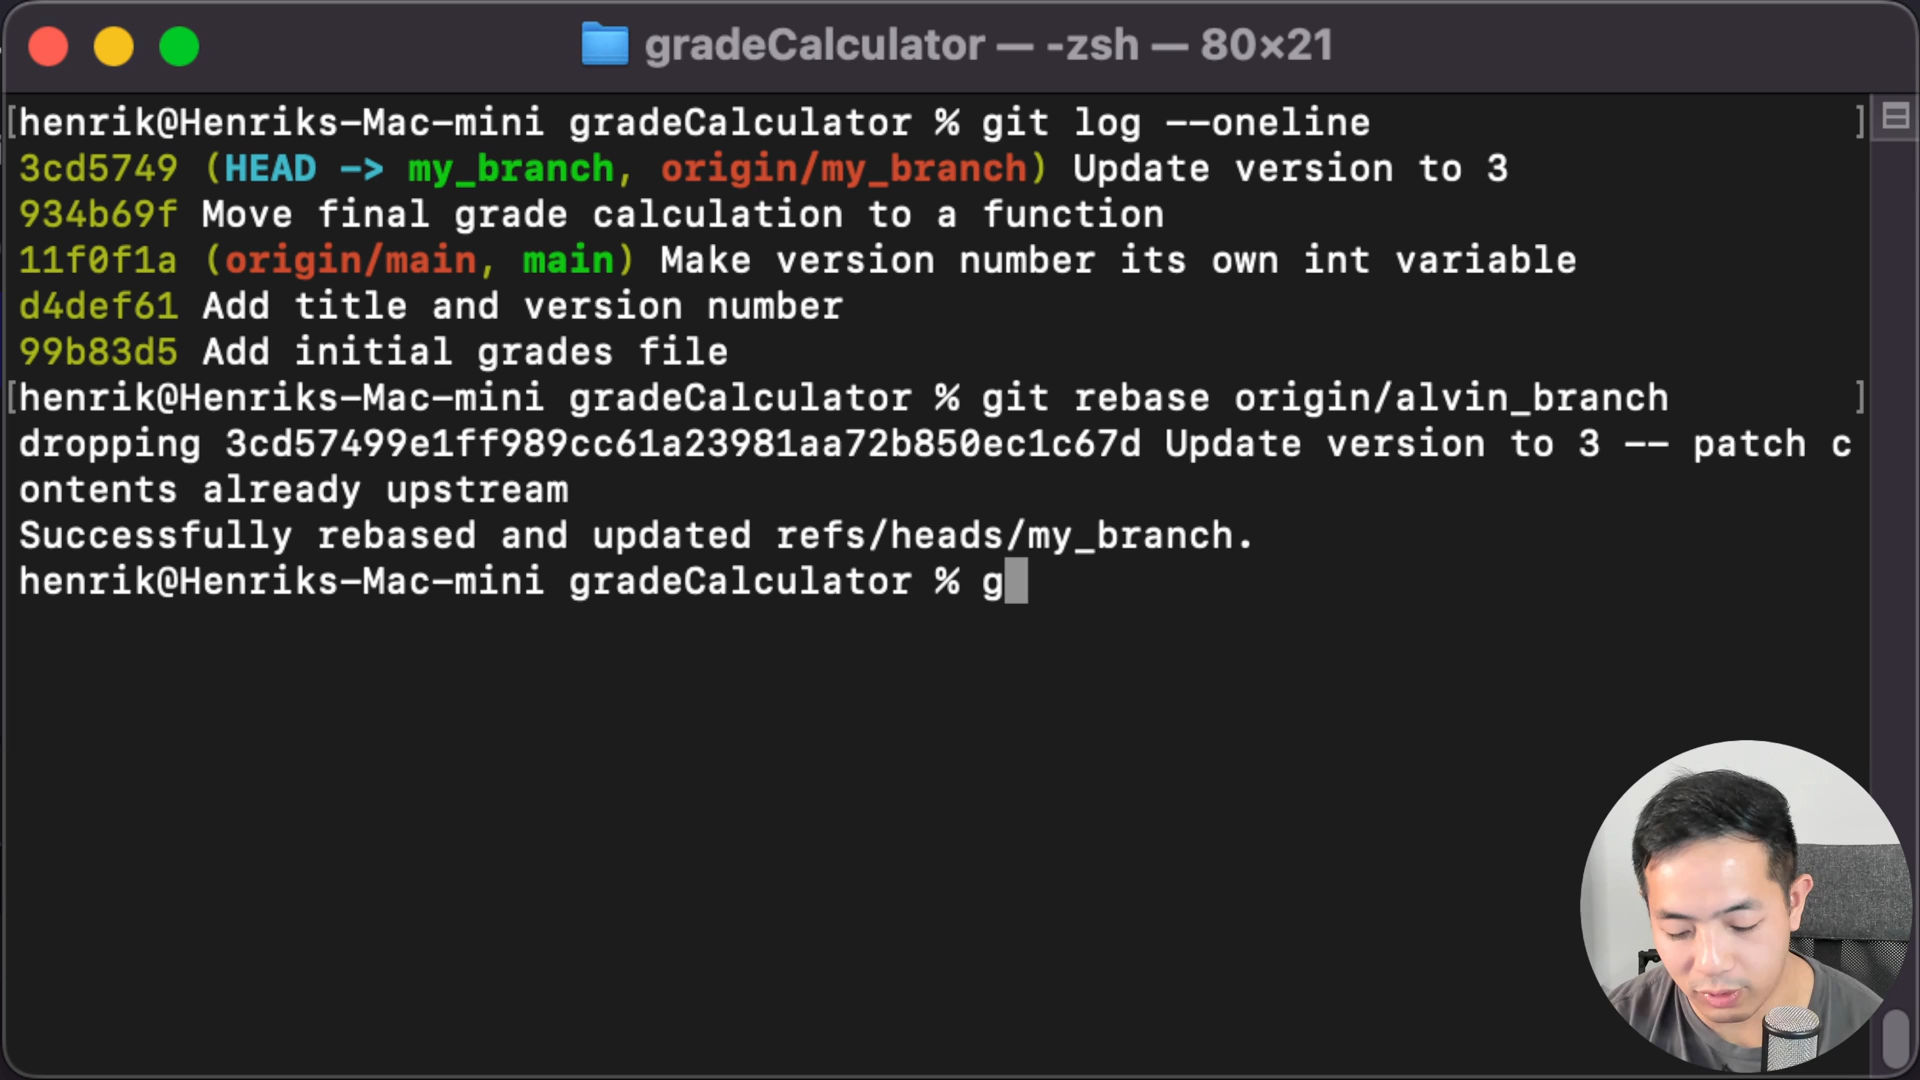 gradeCalculator — -zsh — 80×21
[henrik@Henriks-Mac-mini gradeCalculator % git log --oneline ]
3cd5749 (HEAD -> my_branch, origin/my_branch) Update version to 3
934b69f Move final grade calculation to a function
11f0f1a (origin/main, main) Make version number its own int variable
d4def61 Add title and version number
99b83d5 Add initial grades file
[henrik@Henriks-Mac-mini gradeCalculator % git rebase origin/alvin_branch ]
dropping 3cd57499e1ff989cc61a23981aa72b850ec1c67d Update version to 3 -- patch c
ontents already upstream
Successfully rebased and updated refs/heads/my_branch.
henrik@Henriks-Mac-mini gradeCalculator % g